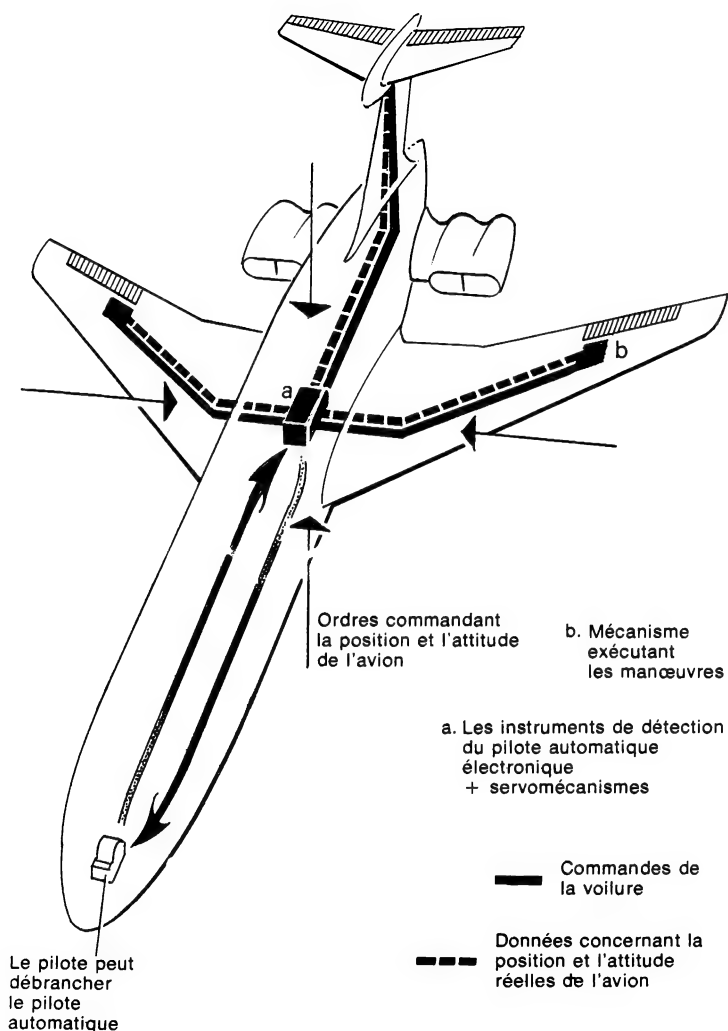 a
b
Ordres commandant
la position et l'attitude
de l'avion
b. Mécanisme
exécutant
les manœuvres
a. Les instruments de détection
du pilote automatique
électronique
+ servomécanismes
Commandes de
la voilure
Données concernant la
position et l'attitude
réelles de l'avion
Le pilote peut
débrancher
le pilote
automatique